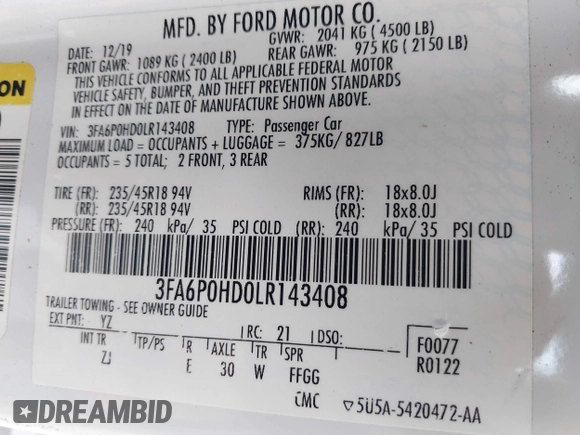 MFD. BY FORD MOTOR CO.
DATE: 12/19 GVWR: 2041 KG ( 4500 LB)
FRONT GAWR: 1089 KG ( 2400 LB) REAR GAWR: 975 KG ( 2150 LB)
THIS VEHICLE CONFORMS TO ALL APPLICABLE FEDERAL MOTOR
VEHICLE SAFETY, BUMPER, AND THEFT PREVENTION STANDARDS
IN EFFECT ON THE DATE OF MANUFACTURE SHOWN ABOVE.
VIN: 3FA6P0HD0LR143408 TYPE: Passenger Car
MAXIMUM LOAD = OCCUPANTS + LUGGAGE = 375KG/ 827LB
OCCUPANTS = 5 TOTAL; 2 FRONT, 3 REAR
TIRE (FR): 235/45R18 94V RIMS (FR): 18x8.0J
(RR): 235/45R18 94V (RR): 18x8.0J
PRESSURE (FR): 240 kPa/ 35 PSI COLD (RR): 240 kPa/ 35 PSI COLD
3FA6P0HD0LR143408
TRAILER TOWING - SEE OWNER GUIDE
EXT PNT: YZ RC: 21 DSO: F0077
INT TR TP/PS R AXLE TR SPR R0122
ZJ E 30 W FFGG
CMC ▽5U5A-5420472-AA
ION
DREAMBID